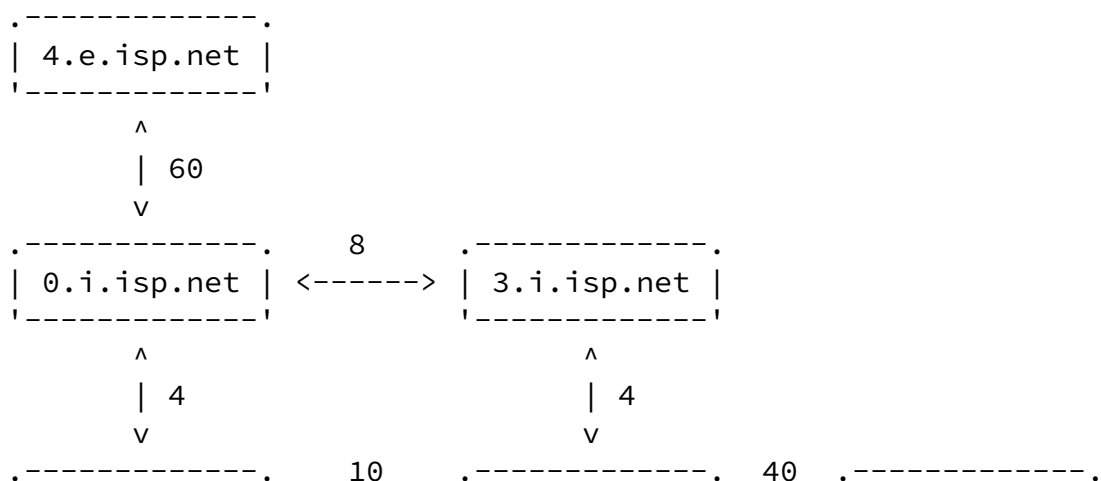 .-------------.
| 4.e.isp.net |
'-------------'
       ^
       | 60
       v
.-------------.    8     .-------------.
| 0.i.isp.net | <------> | 3.i.isp.net |
'-------------'          '-------------'
       ^                        ^
       | 4                      | 4
       v                        v
.-------------.    10    .-------------.  40  .-------------.